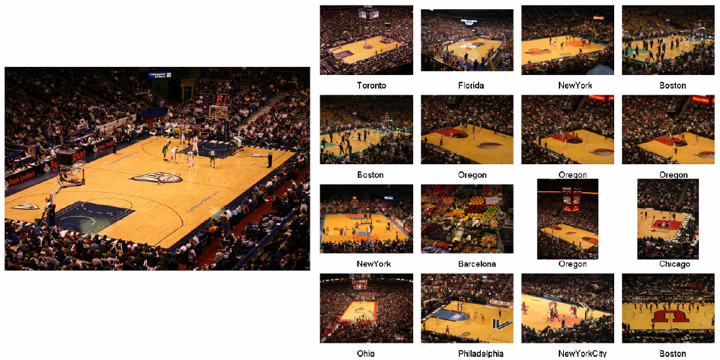 Toronto
Florida
NewYork
Boston
Boston
Oregon
Oregon
Oregon
NewYork
Barcelona
Oregon
Chicago
Ohio
Philadelphia
NewYorkCity
Boston